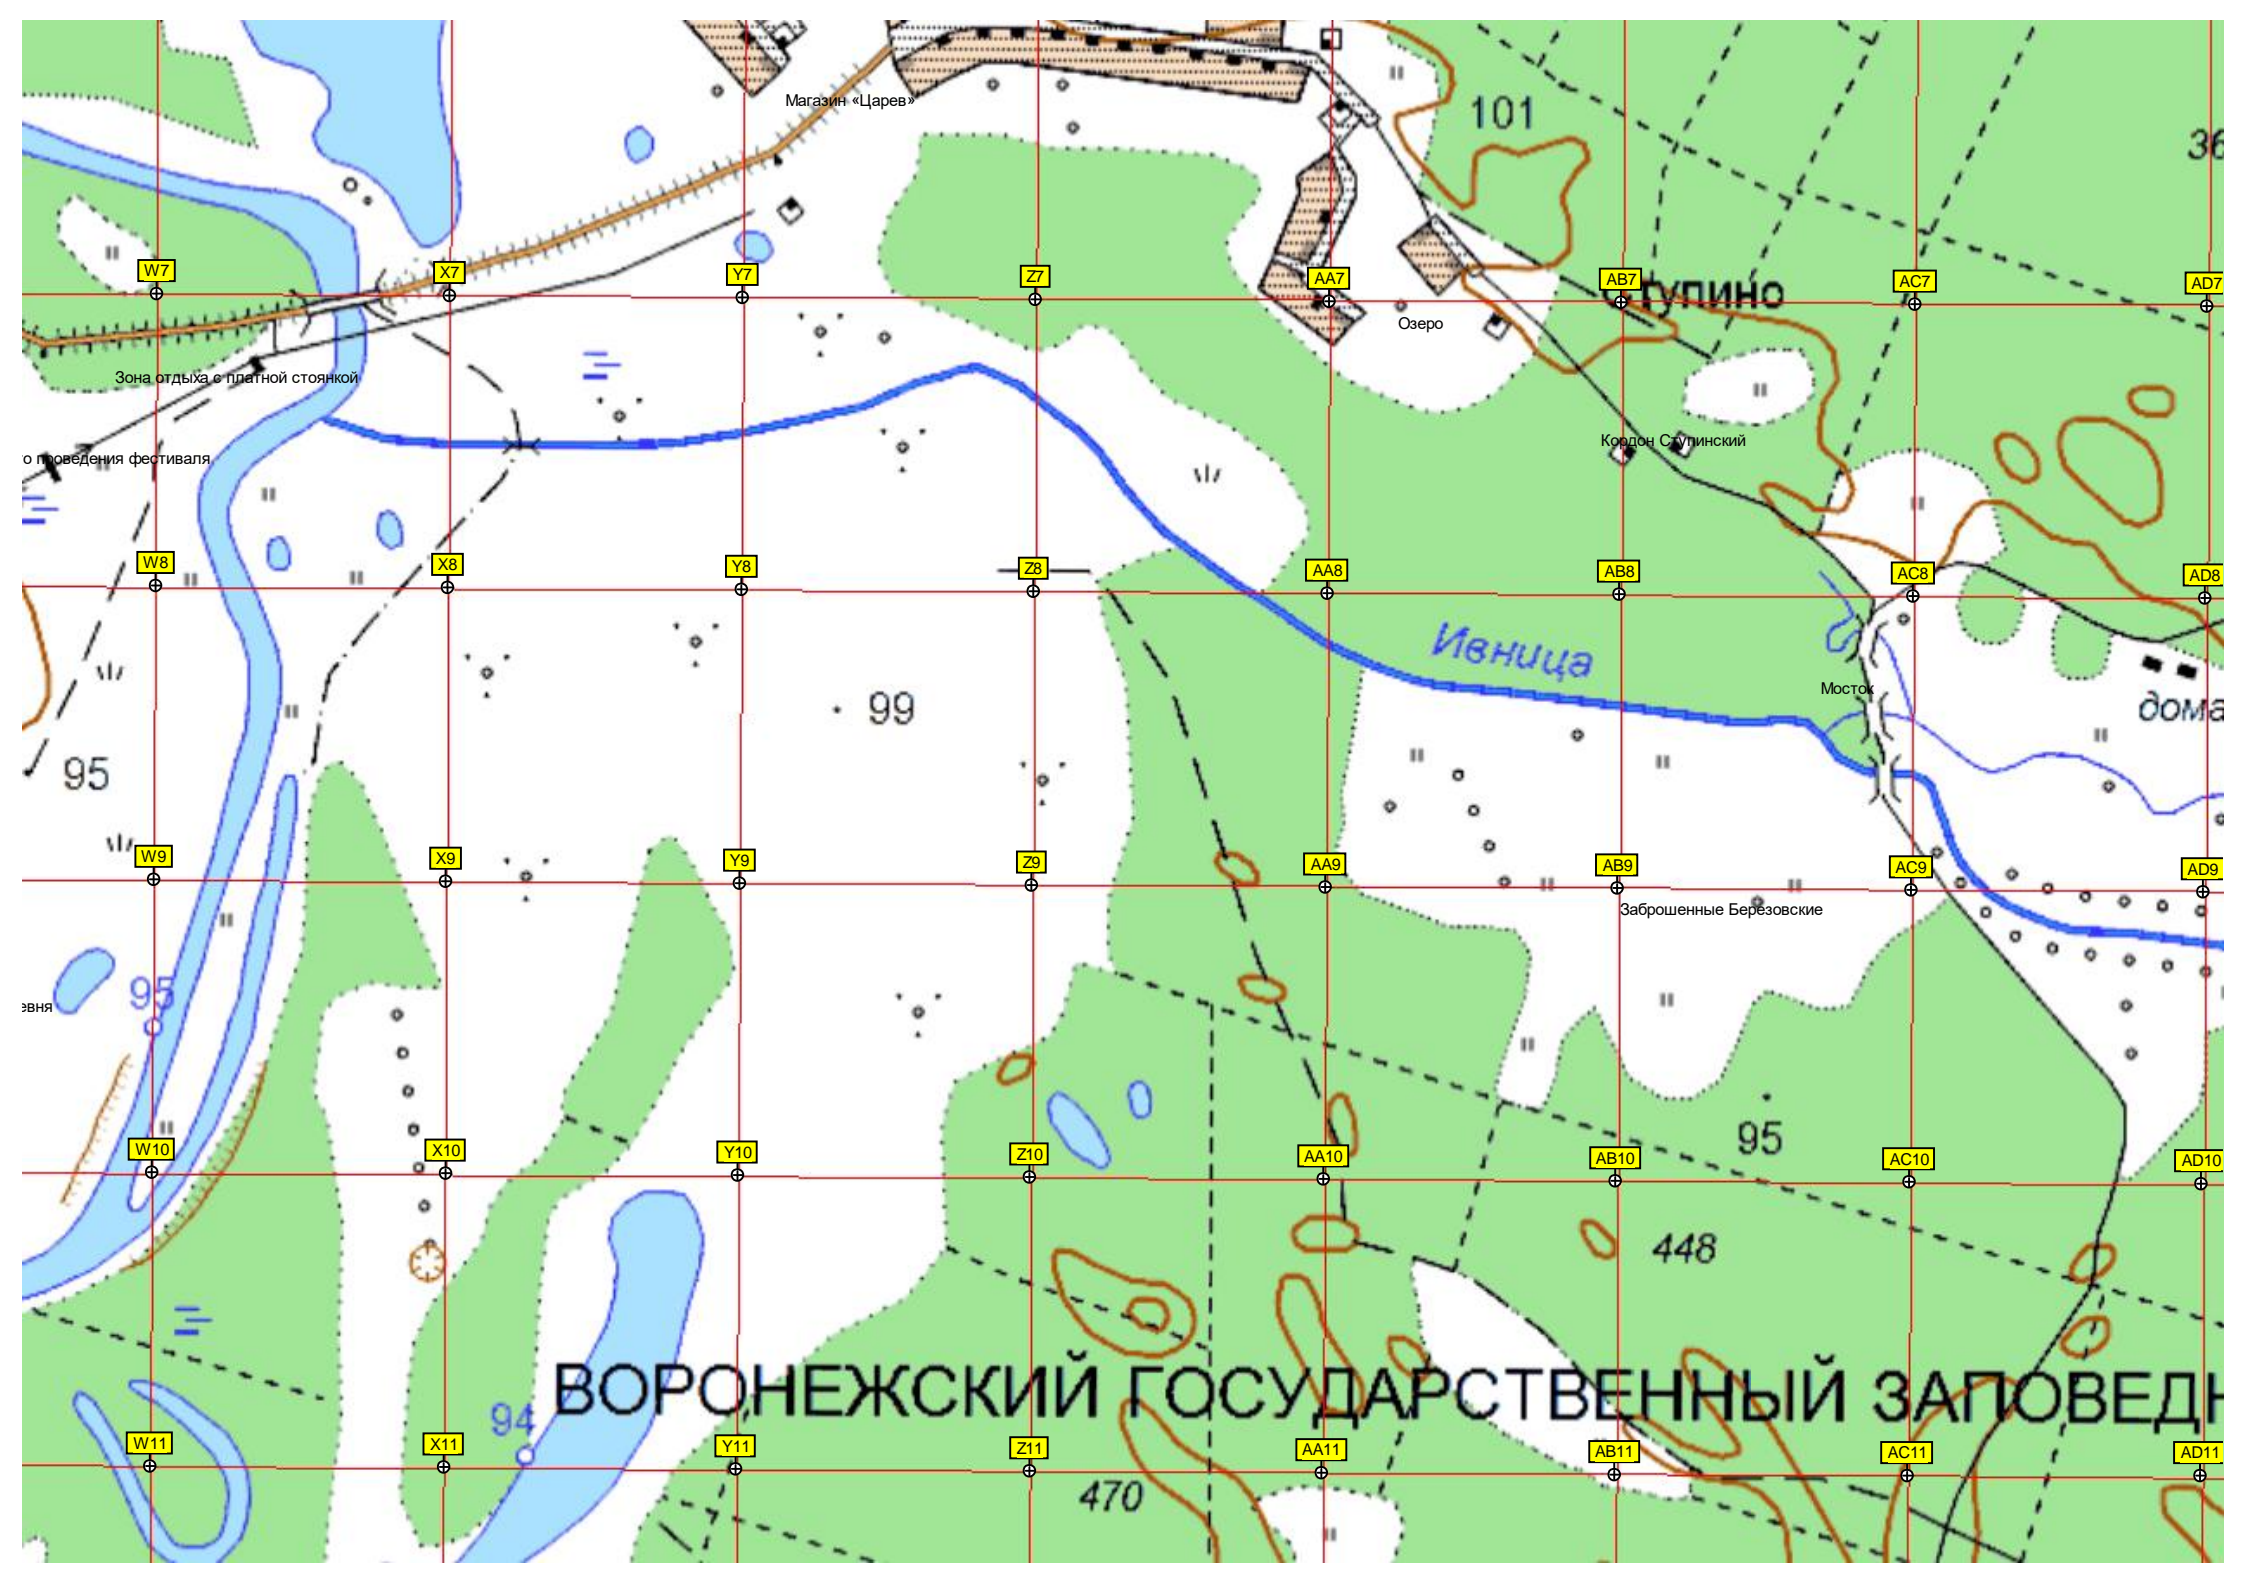 Магазин «Царев»
101
36
W7
X7
Y7
Z7
AA7
AB7
Ступино
AC7
AD7
Озеро
Зона отдыха с платной стоянкой
Кордон Ступинский
о проведения фестиваля
W8
X8
Y8
Z8
AA8
AB8
AC8
AD8
Ивница
Мосток
99
дома
95
W9
X9
Y9
Z9
AA9
AB9
AC9
AD9
Заброшенные Березовские
95
евня
95
W10
X10
Y10
Z10
AA10
AB10
AC10
AD10
448
ВОРОНЕЖСКИЙ ГОСУДАРСТВЕННЫЙ ЗАПОВЕДН
94
W11
X11
Y11
Z11
AA11
AB11
AC11
AD11
470